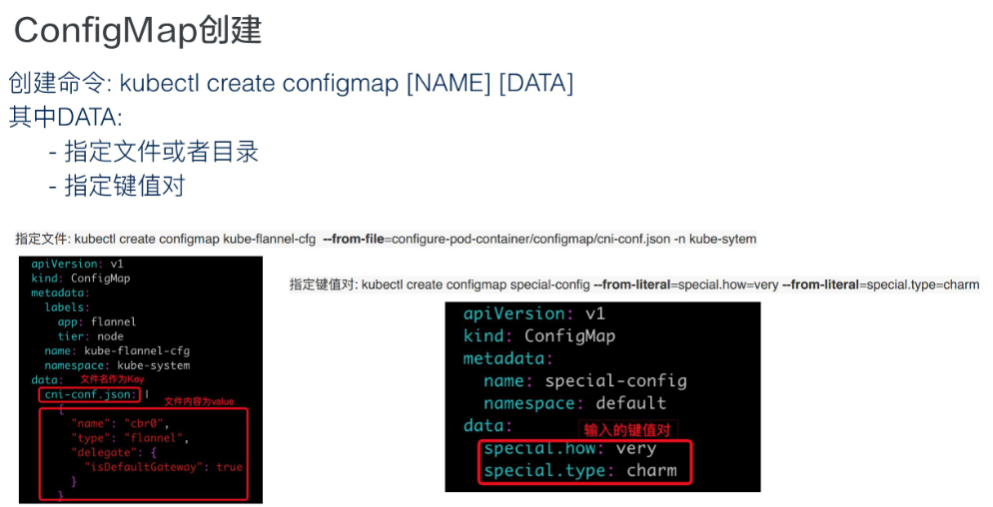 ConfigMap创建
创建命令: kubectl create configmap [NAME] [DATA]
其中DATA:
- 指定文件或者目录
- 指定键值对
指定文件: kubectl create configmap kube-flannel-cfg --from-file=configure-pod-container/configmap/cni-conf.json -n kube-sytem
apiVersion: v1
kind: ConfigMap
metadata:
labels:
app: flannel
tier: node
name: kube-flannel-cfg
namespace: kube-system
data: 文件名作为Key
cni-conf.json: |
文件内容为value
{
"name": "cbr0",
"type": "flannel",
"delegate": {
"isDefaultGateway": true
}
}
指定键值对: kubectl create configmap special-config --from-literal=special.how=very --from-literal=special.type=charm
apiVersion: v1
kind: ConfigMap
metadata:
name: special-config
namespace: default
data:
输入的键值对
special.how: very
special.type: charm